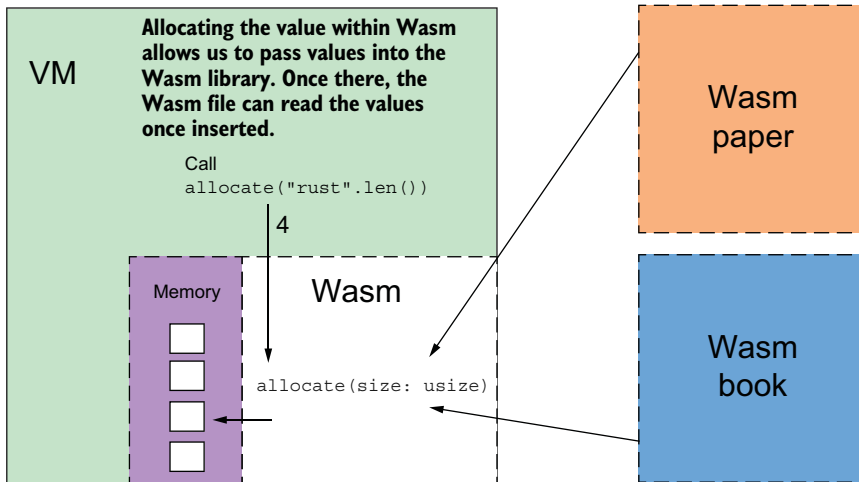 VM
Allocating the value within Wasm
allows us to pass values into the
Wasm library. Once there, the
Wasm file can read the values
once inserted.
Call
allocate("rust".len())
4
Memory
Wasm
allocate(size: usize)
Wasm
paper
Wasm
book